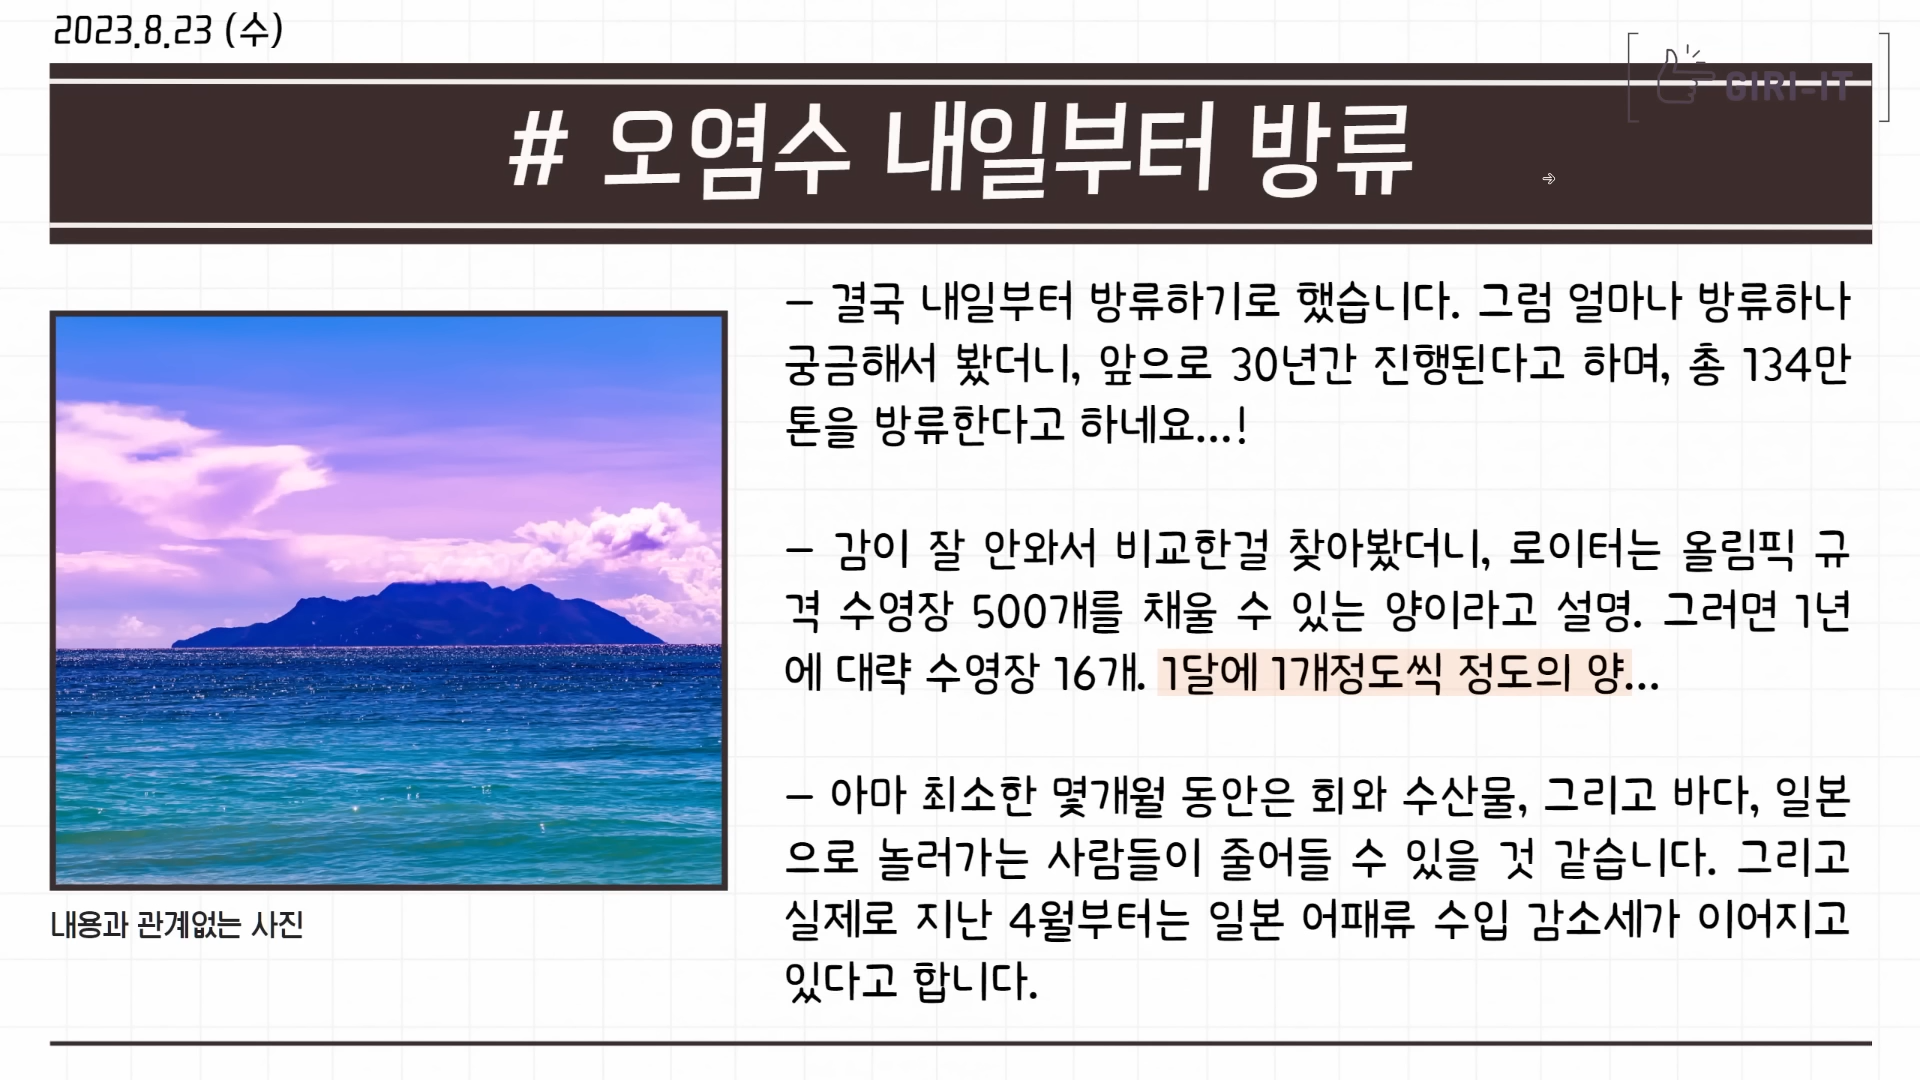 2023.8.23 (수)
GIRI-IT
# 오염수 내일부터 방류
- 결국 내일부터 방류하기로 했습니다. 그럼 얼마나 방류하나
궁금해서 봤더니, 앞으로 30년간 진행된다고 하며, 총 134만
톤을 방류한다고 하네요...!
- 감이 잘 안와서 비교한걸 찾아봤더니, 로이터는 올림픽 규
격 수영장 500개를 채울 수 있는 양이라고 설명. 그러면 1년
에 대략 수영장 16개. 1달에 1개정도씩 정도의 양...
- 아마 최소한 몇개월 동안은 회와 수산물, 그리고 바다, 일본
으로 놀러가는 사람들이 줄어들 수 있을 것 같습니다. 그리고
실제로 지난 4월부터는 일본 어패류 수입 감소세가 이어지고
있다고 합니다.
내용과 관계없는 사진